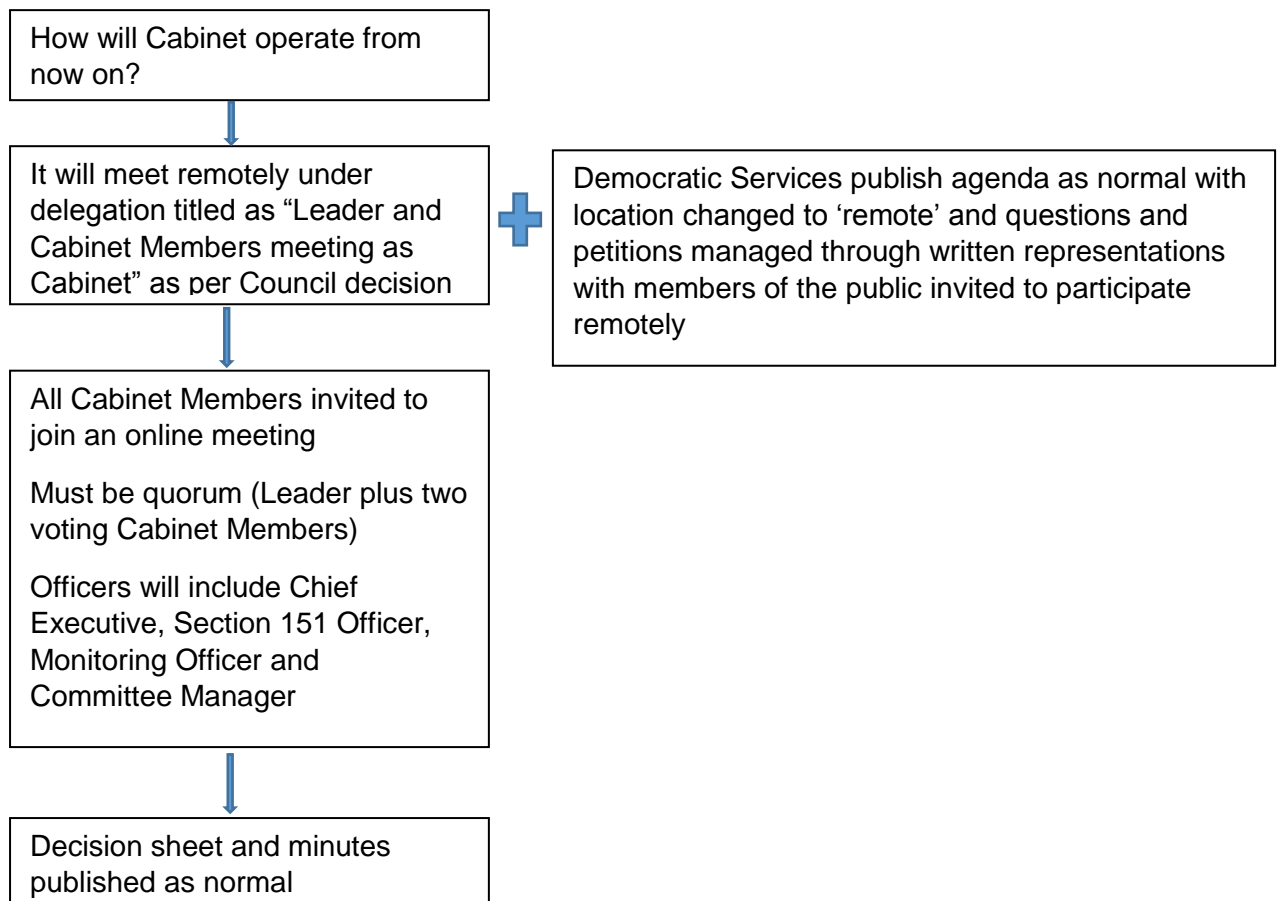 How will Cabinet operate from
now on?
It will meet remotely under
delegation titled as “Leader and
Cabinet Members meeting as
Cabinet” as per Council decision
Democratic Services publish agenda as normal with
location changed to ‘remote’ and questions and
petitions managed through written representations
with members of the public invited to participate
remotely
All Cabinet Members invited to
join an online meeting
Must be quorum (Leader plus two
voting Cabinet Members)
Officers will include Chief
Executive, Section 151 Officer,
Monitoring Officer and
Committee Manager
Decision sheet and minutes
published as normal